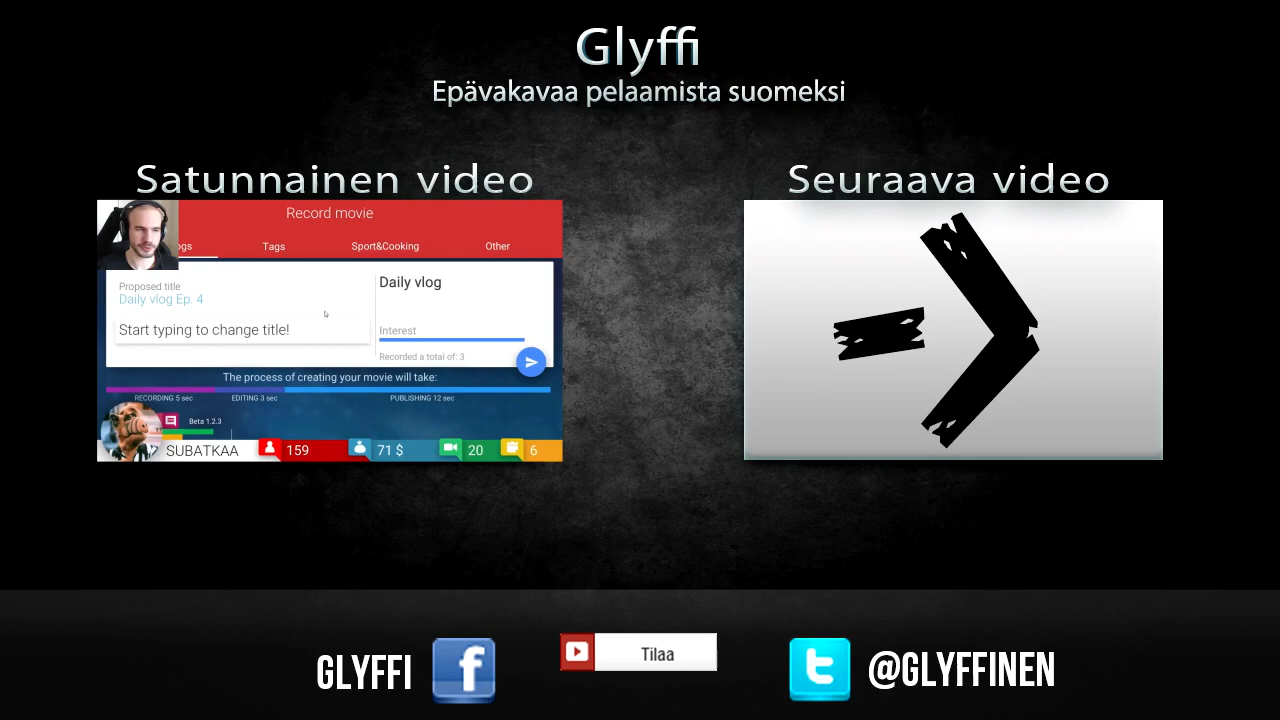 Glyffi
Epävakavaa pelaamista suomeksi
Satunnainen video
Seuraava video
Record movie
ogs Tags Sport&Cooking Other
Proposed title
Daily vlog Ep. 4
Start typing to change title!
Daily vlog
Interest
Recorded a total of: 3
The process of creating your movie will take:
RECORDING 5 sec EDITING 3 sec PUBLISHING 12 sec
Beta 1.2.3
SUBATKAA 159 71 $ 20 6
GLYFFI
Tilaa
@GLYFFINEN